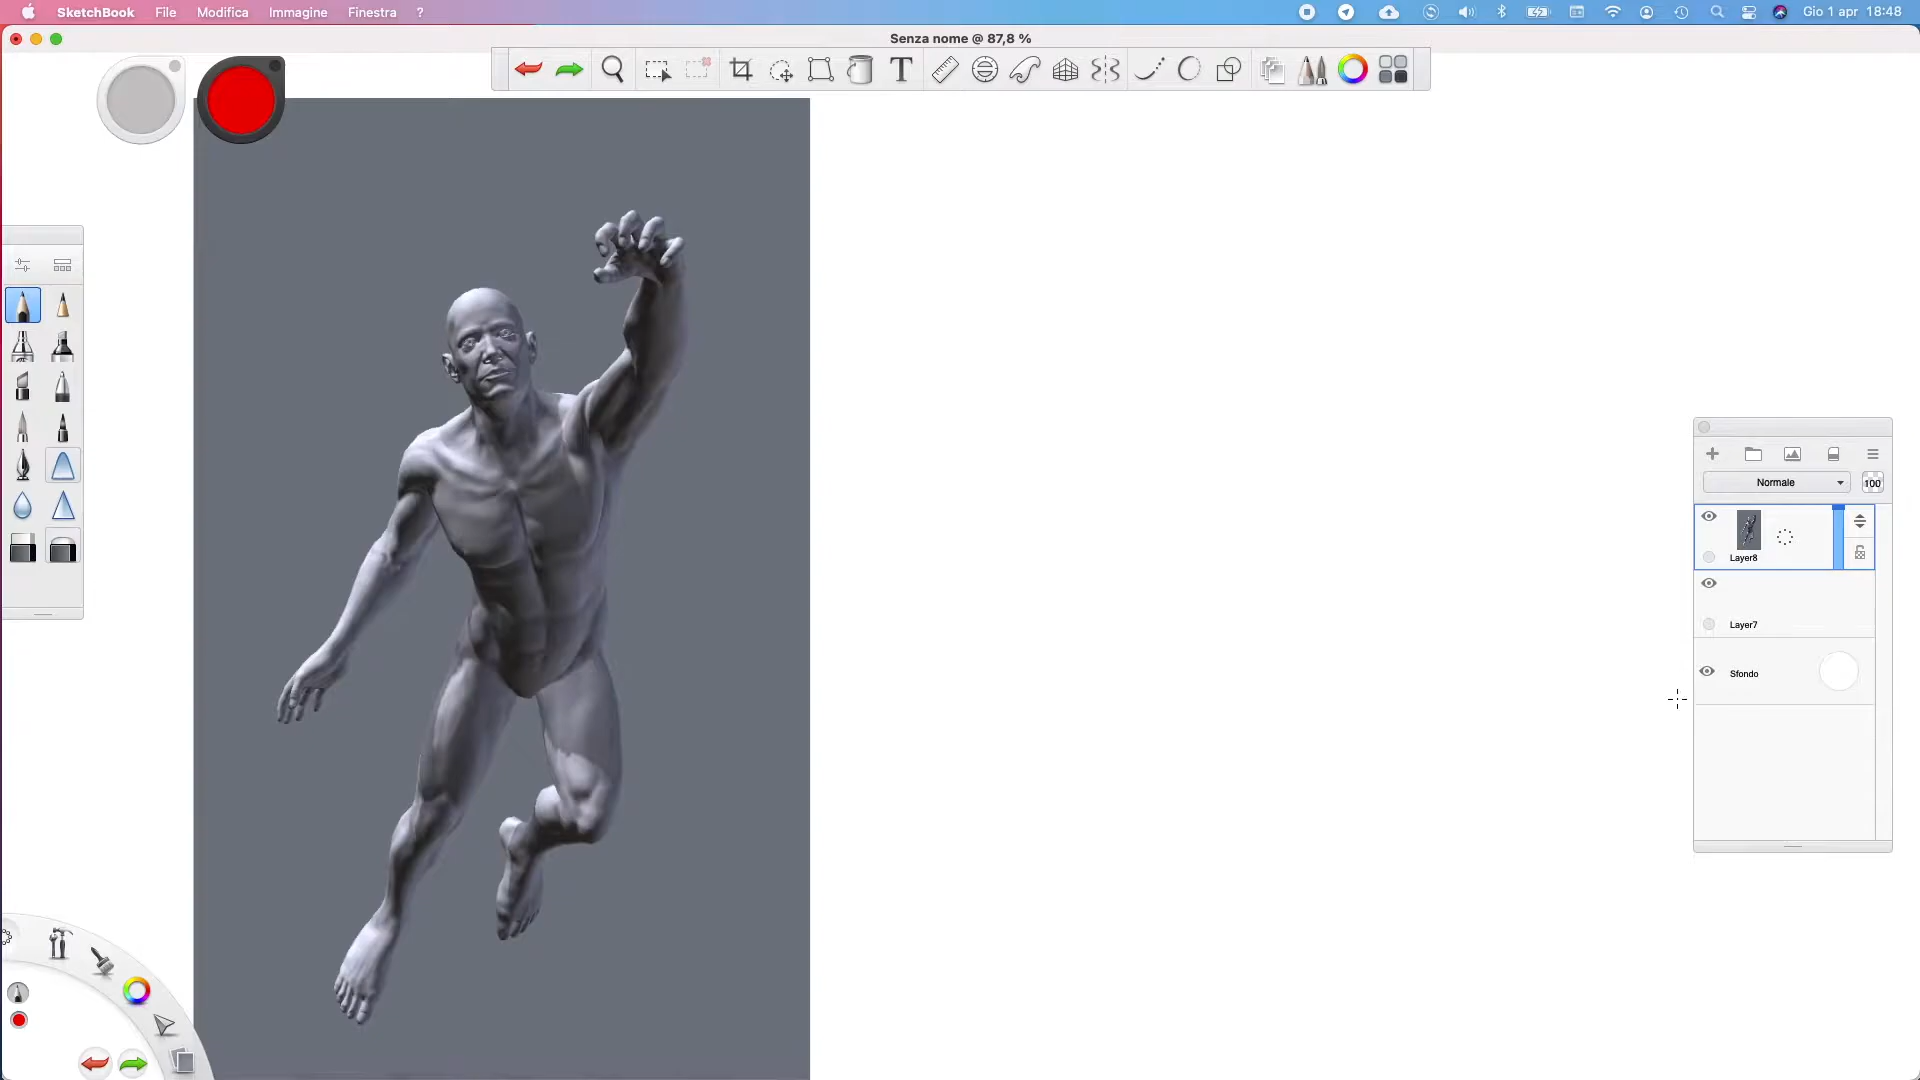 SketchBook File Modifica Immagine Finestra ? Gio 1 apr 18:48
Senza nome @ 87,8 %
T
Normale 100
Layer8
Layer7
Sfondo